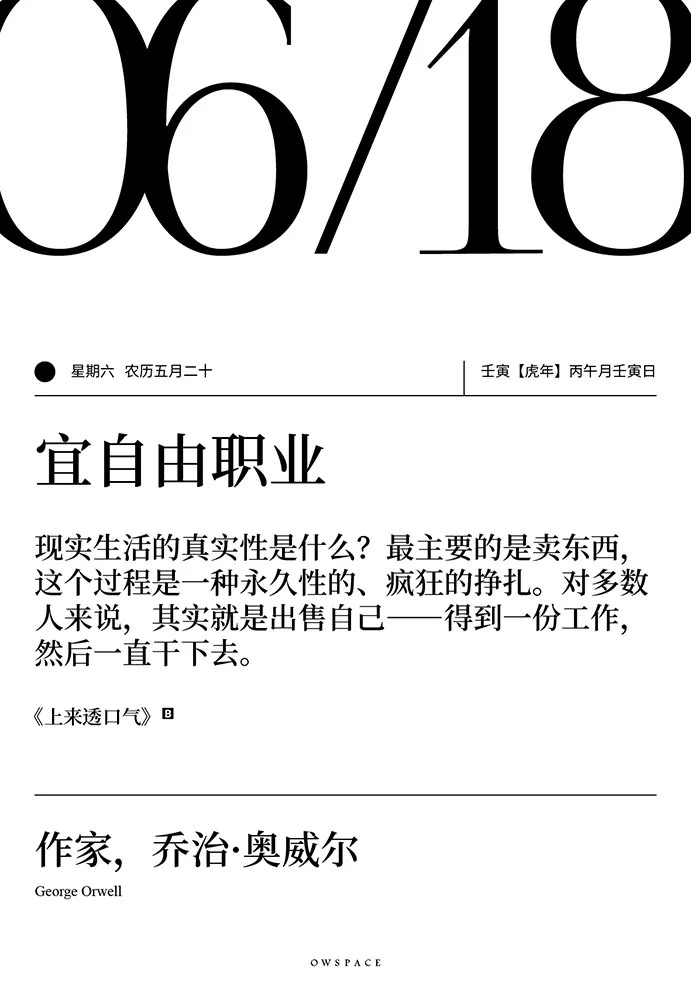 06/18
星期六 农历五月二十
壬寅【虎年】丙午月壬寅日
宜自由职业
现实生活的真实性是什么？最主要的是卖东西，
这个过程是一种永久性的、疯狂的挣扎。对多数
人来说，其实就是出售自己——得到一份工作，
然后一直干下去。
《上来透口气》B
作家，乔治·奥威尔
George Orwell
OWSPACE